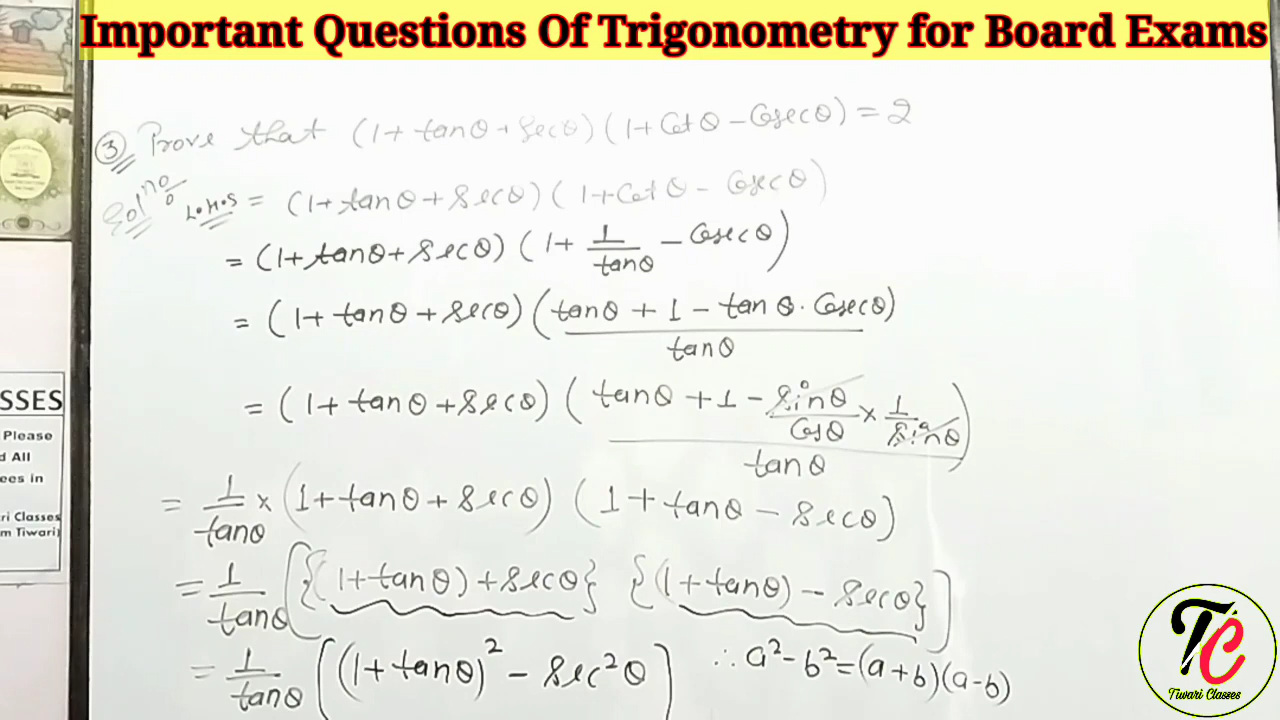 Important Questions Of Trigonometry for Board Exams
③ Prove that (1+tanθ+secθ)(1+Cotθ-Cosecθ)=2
Solnº L.H.S = (1+tanθ+secθ)(1+Cotθ-Cosecθ)
= (1+tanθ+secθ)(1+ 1/tanθ - Cosecθ)
= (1+tanθ+secθ)(tanθ+1-tanθ·Cosecθ)/tanθ
= (1+tanθ+secθ)(tanθ+1-sinθ/Cosθ × 1/sinθ)/tanθ
= 1/tanθ × (1+tanθ+secθ)(1+tanθ-secθ)
= 1/tanθ [{(1+tanθ)+secθ} {(1+tanθ)-secθ}]
= 1/tanθ [(1+tanθ)²-sec²θ] ∴ a²-b²=(a+b)(a-b)
SSES
Please
d All
ees in
ri Classes
m Tiwari)
TC
Tiwari Classes